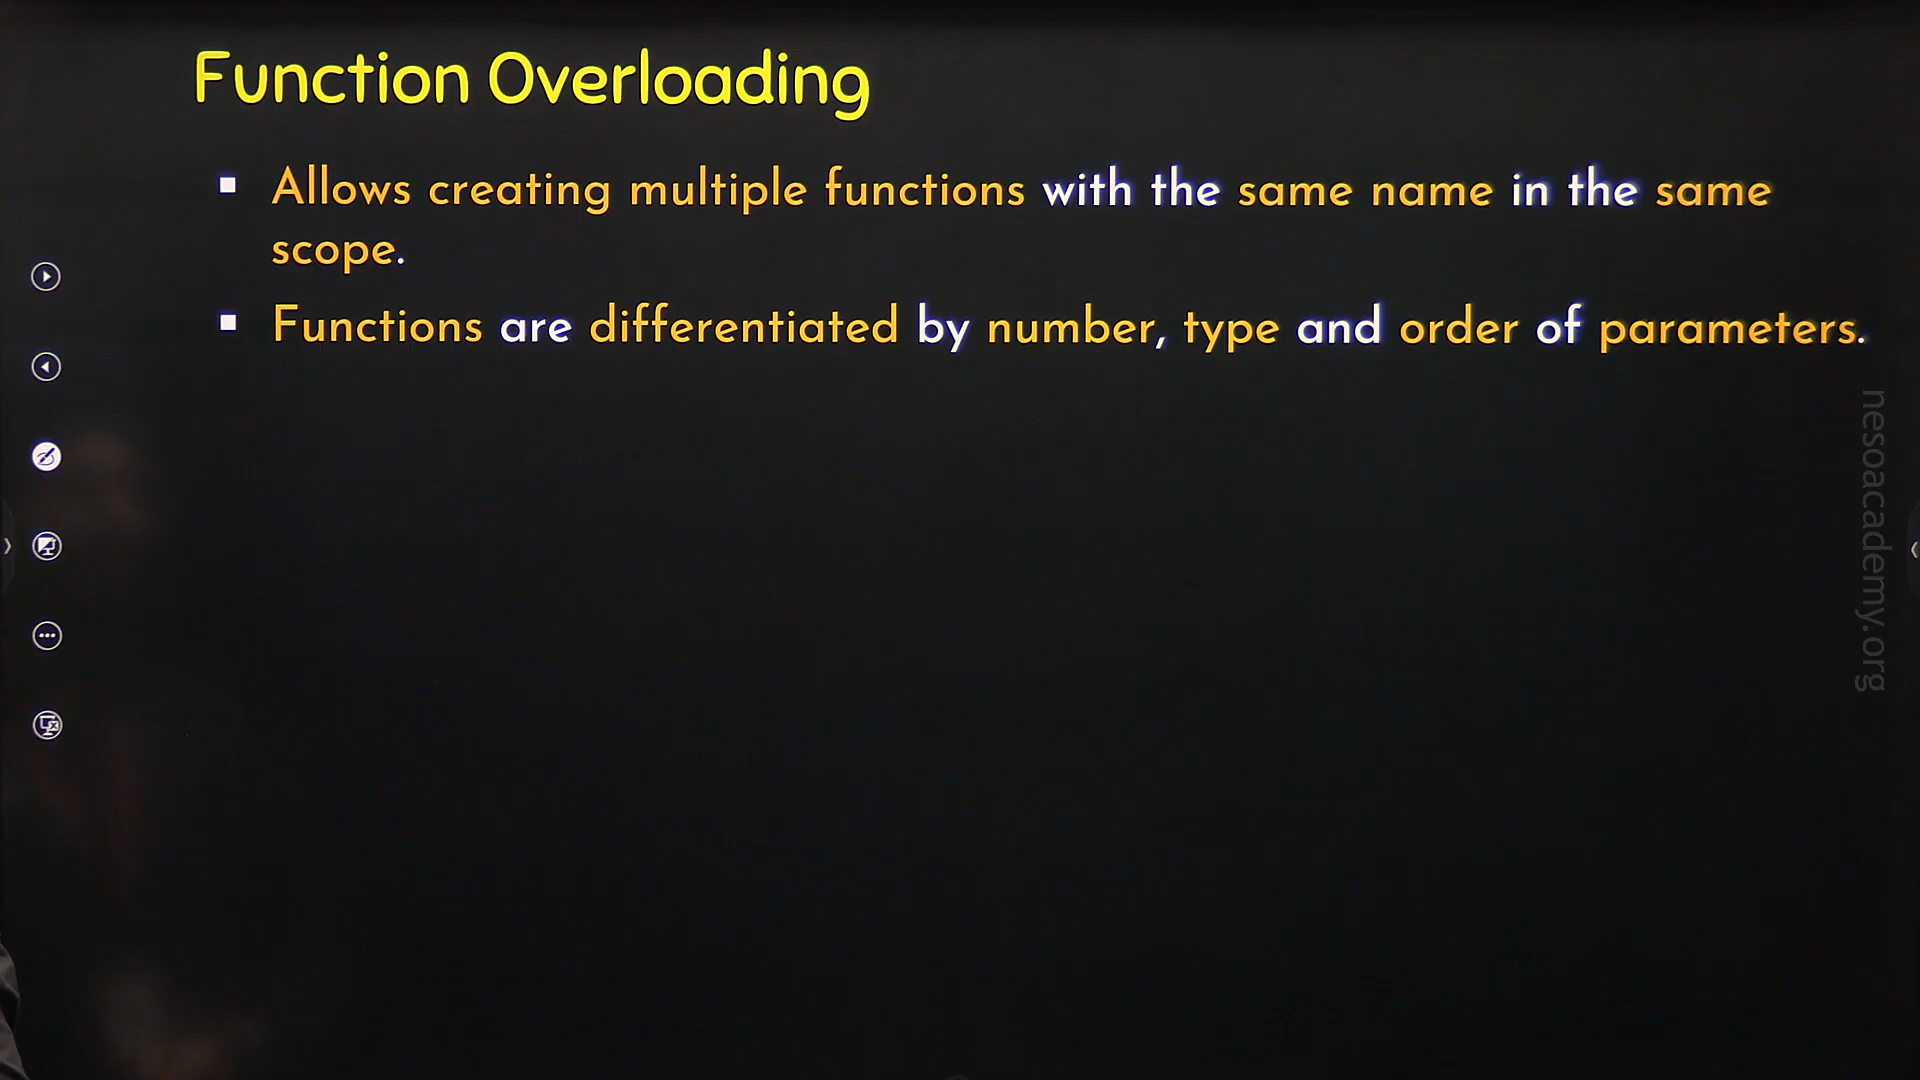 Function Overloading
▪ Allows creating multiple functions with the same name in the same
scope.
▪ Functions are differentiated by number, type and order of parameters.
nesoacademy.org